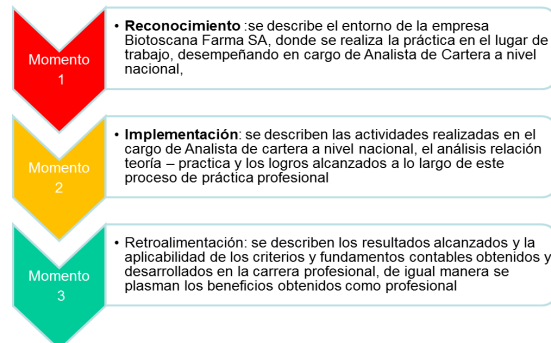 Momento
1
• Reconocimiento :se describe el entorno de la empresa
Biotoscana Farma SA, donde se realiza la práctica en el lugar de
trabajo, desempeñando en cargo de Analista de Cartera a nivel
nacional,
Momento
2
• Implementación: se describen las actividades realizadas en el
cargo de Analista de cartera a nivel nacional, el análisis relación
teoría – practica y los logros alcanzados a lo largo de este
proceso de práctica profesional
Momento
3
• Retroalimentación: se describen los resultados alcanzados y la
aplicabilidad de los criterios y fundamentos contables obtenidos y
desarrollados en la carrera profesional, de igual manera se
plasman los beneficios obtenidos como profesional